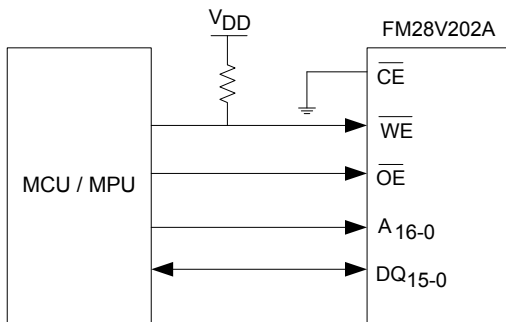 VDD
FM28V202A
CE
WE
OE
MCU / MPU
A16-0
DQ15-0